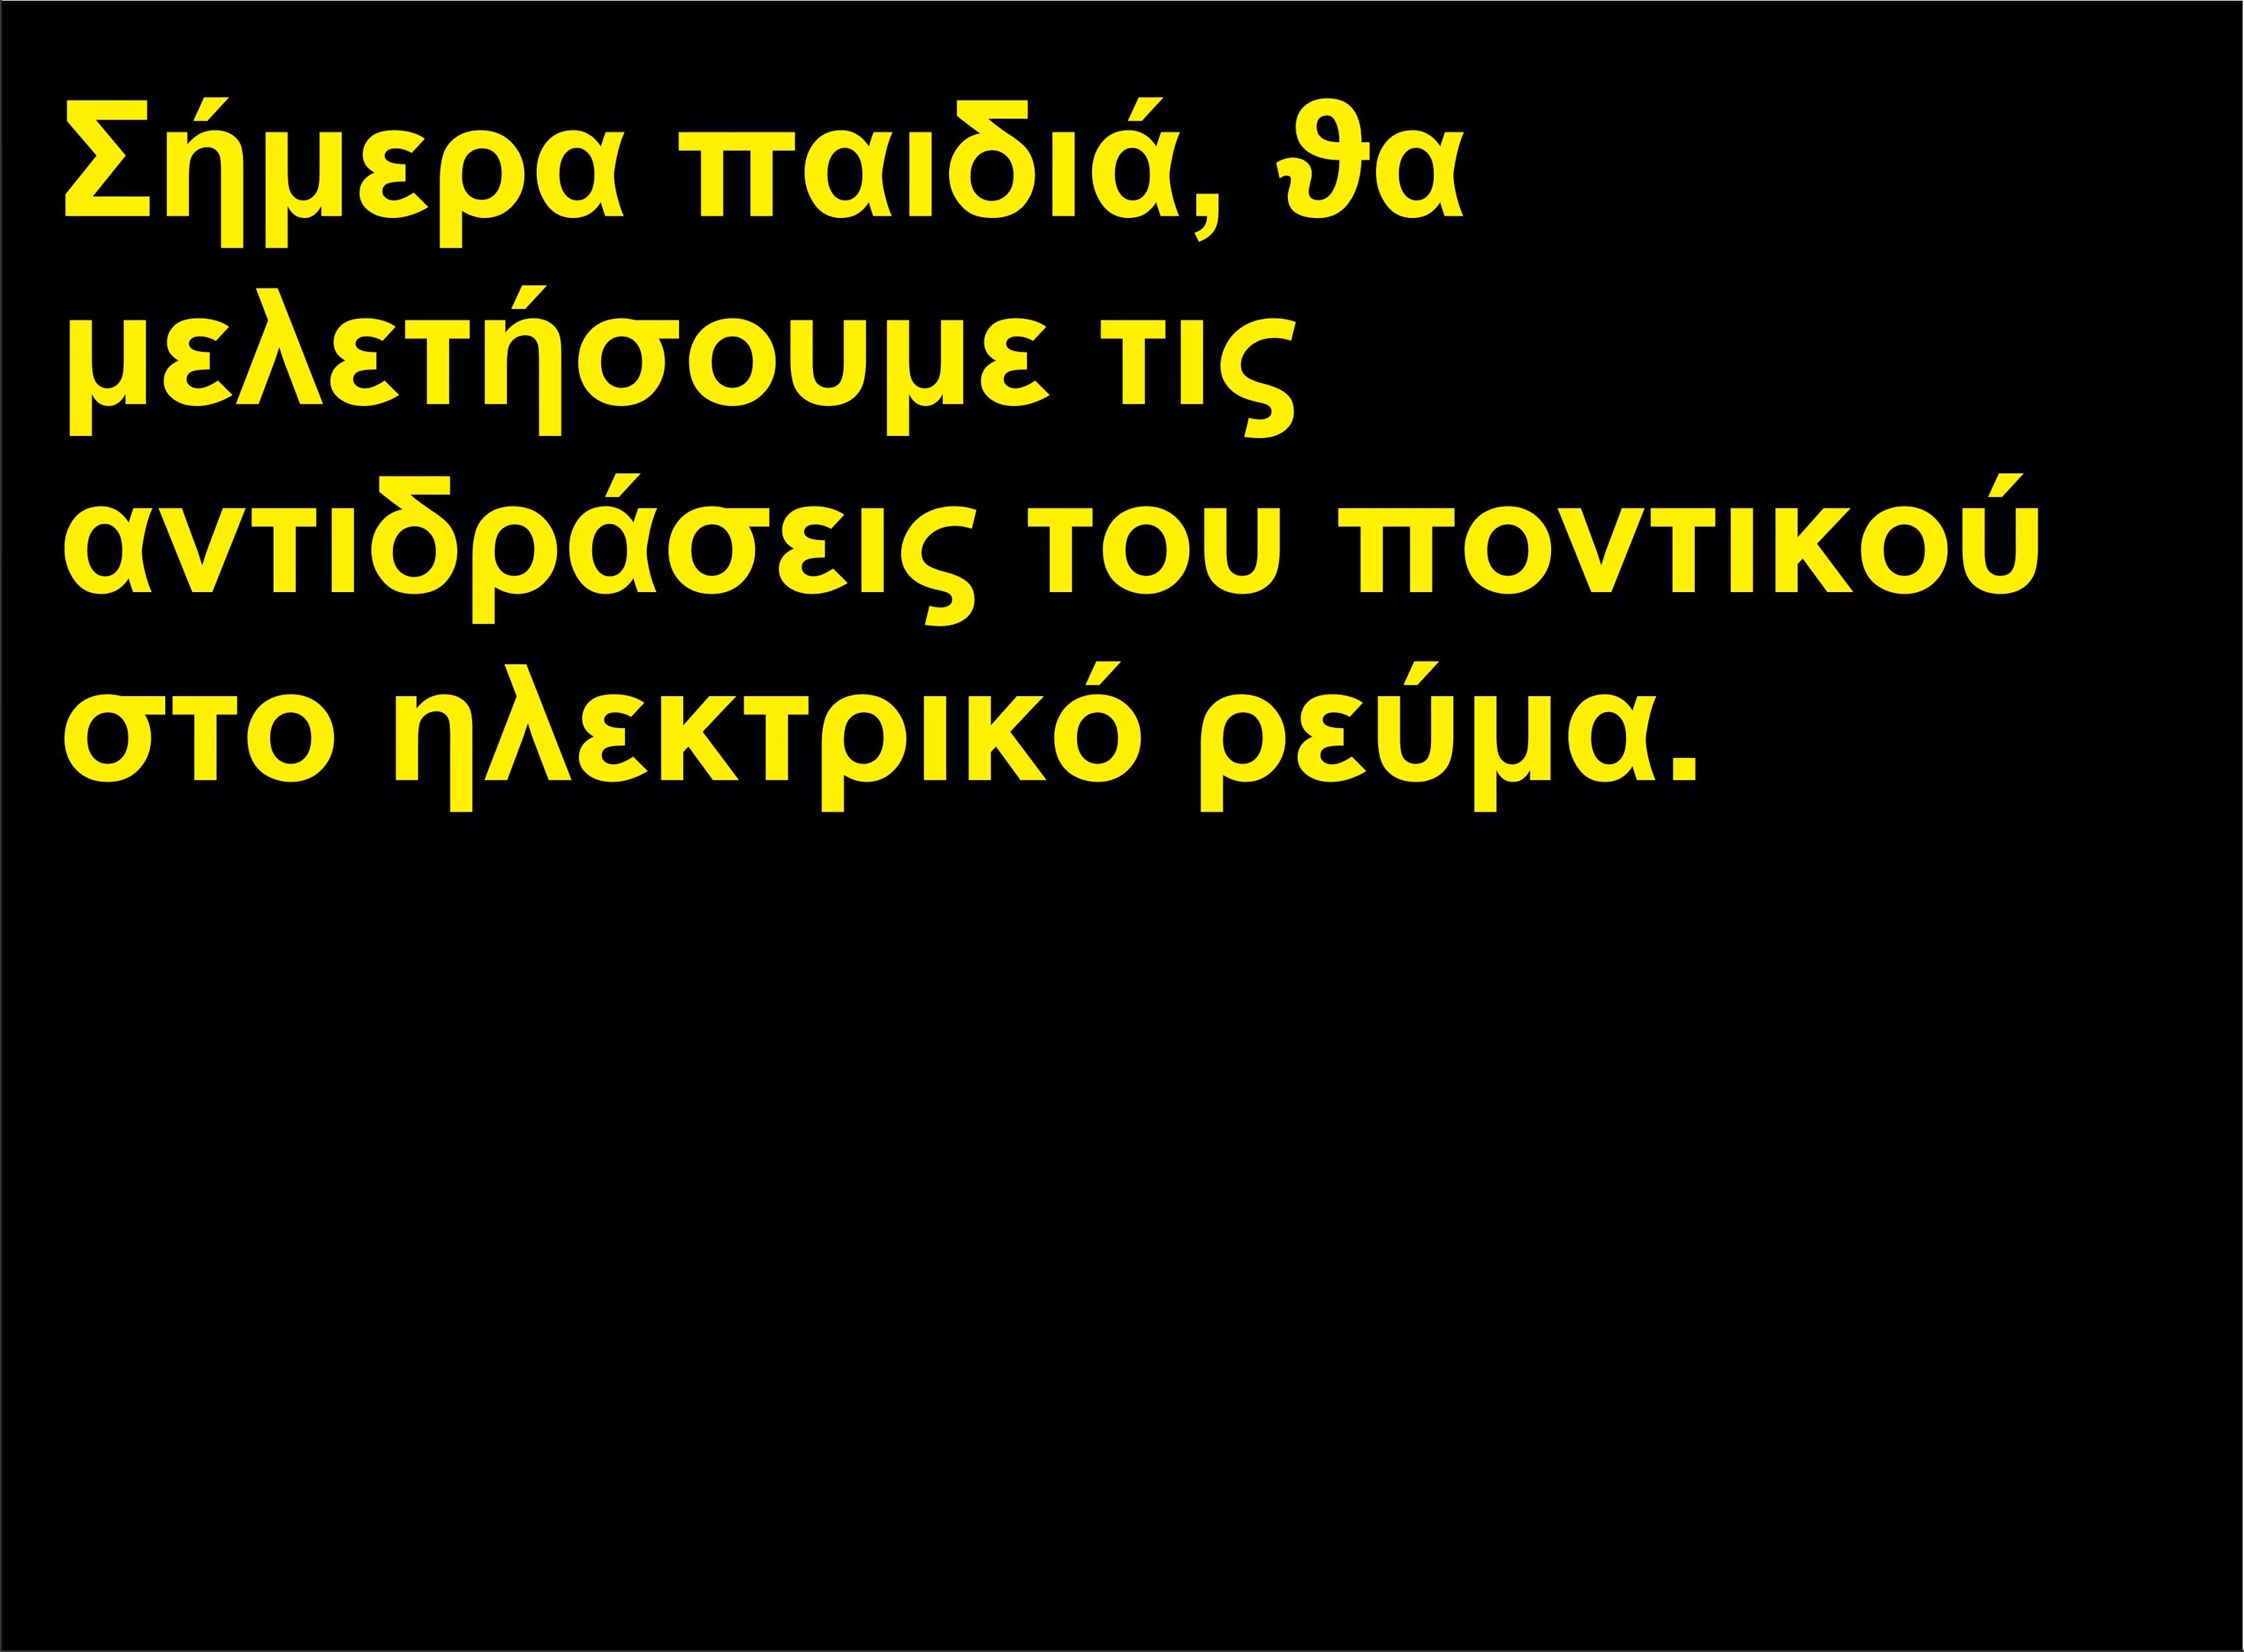 Σήμερα παιδιά, ϑα
μελετήσουμε τις
αντιδράσεις του ποντικού
στο ηλεκτρικό ρεύμα.